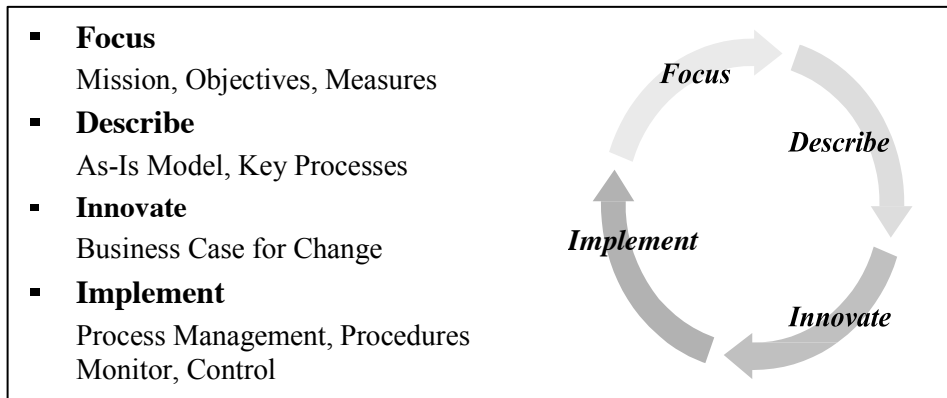 ▪ Focus
Mission, Objectives, Measures
▪ Describe
As-Is Model, Key Processes
▪ Innovate
Business Case for Change
▪ Implement
Process Management, Procedures
Monitor, Control
Focus
Describe
Implement
Innovate